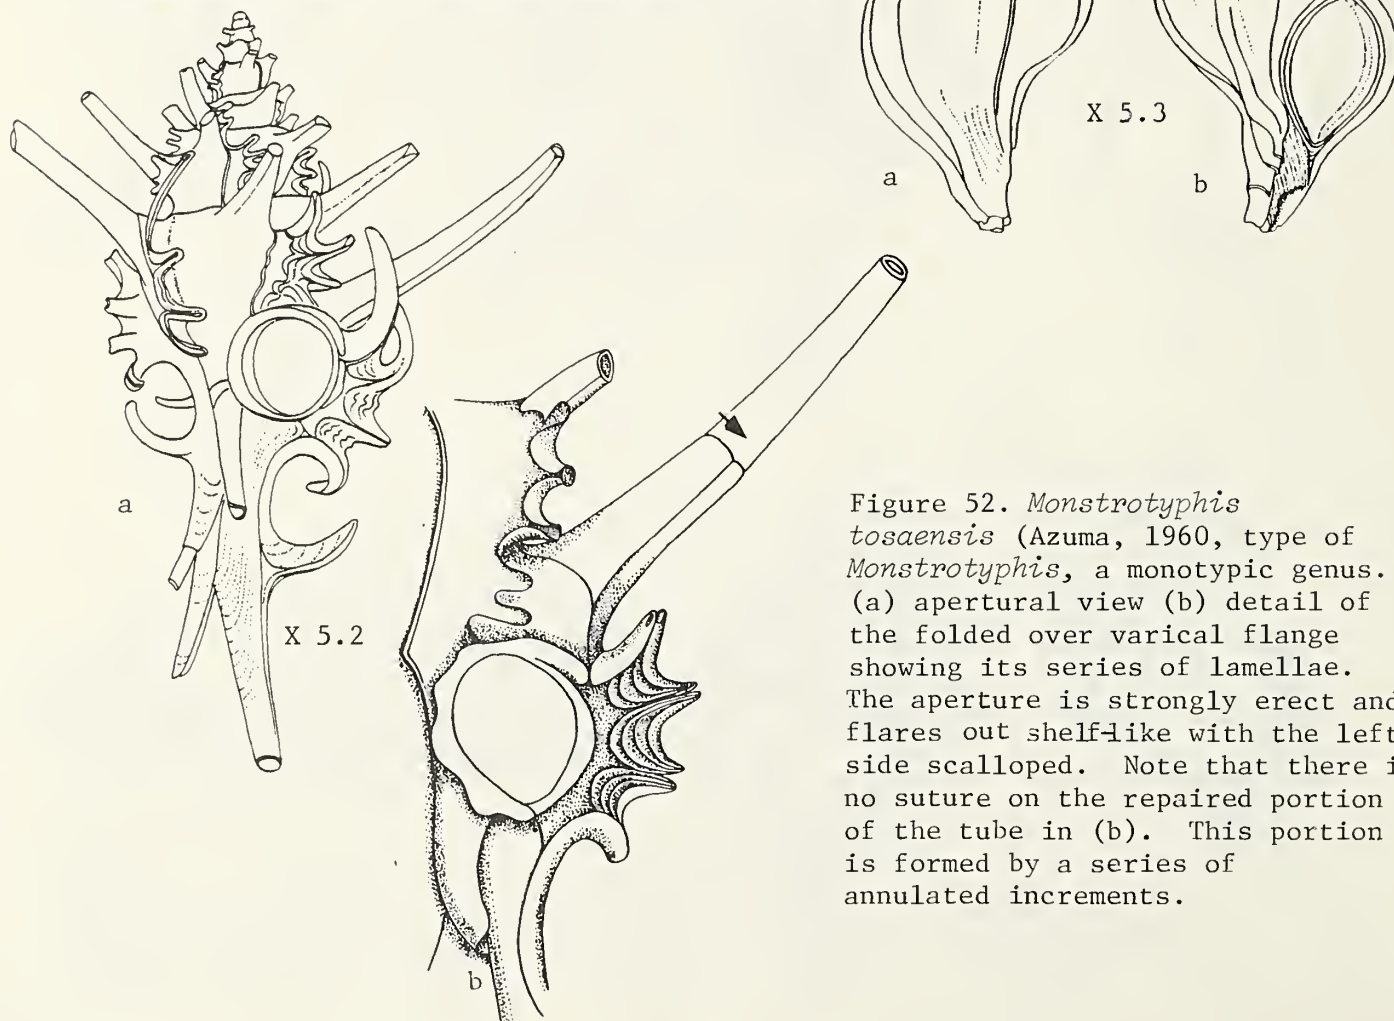 X 5.3
a
b
a
X 5.2
b
Figure 52. Monstrotyphis
tosaensis (Azuma, 1960, type of
Monstrotyphis, a monotypic genus.
(a) apertural view (b) detail of
the folded over varical flange
showing its series of lamellae.
The aperture is strongly erect and
flares out shelf-like with the left
side scalloped. Note that there i
no suture on the repaired portion
of the tube in (b). This portion
is formed by a series of
annulated increments.